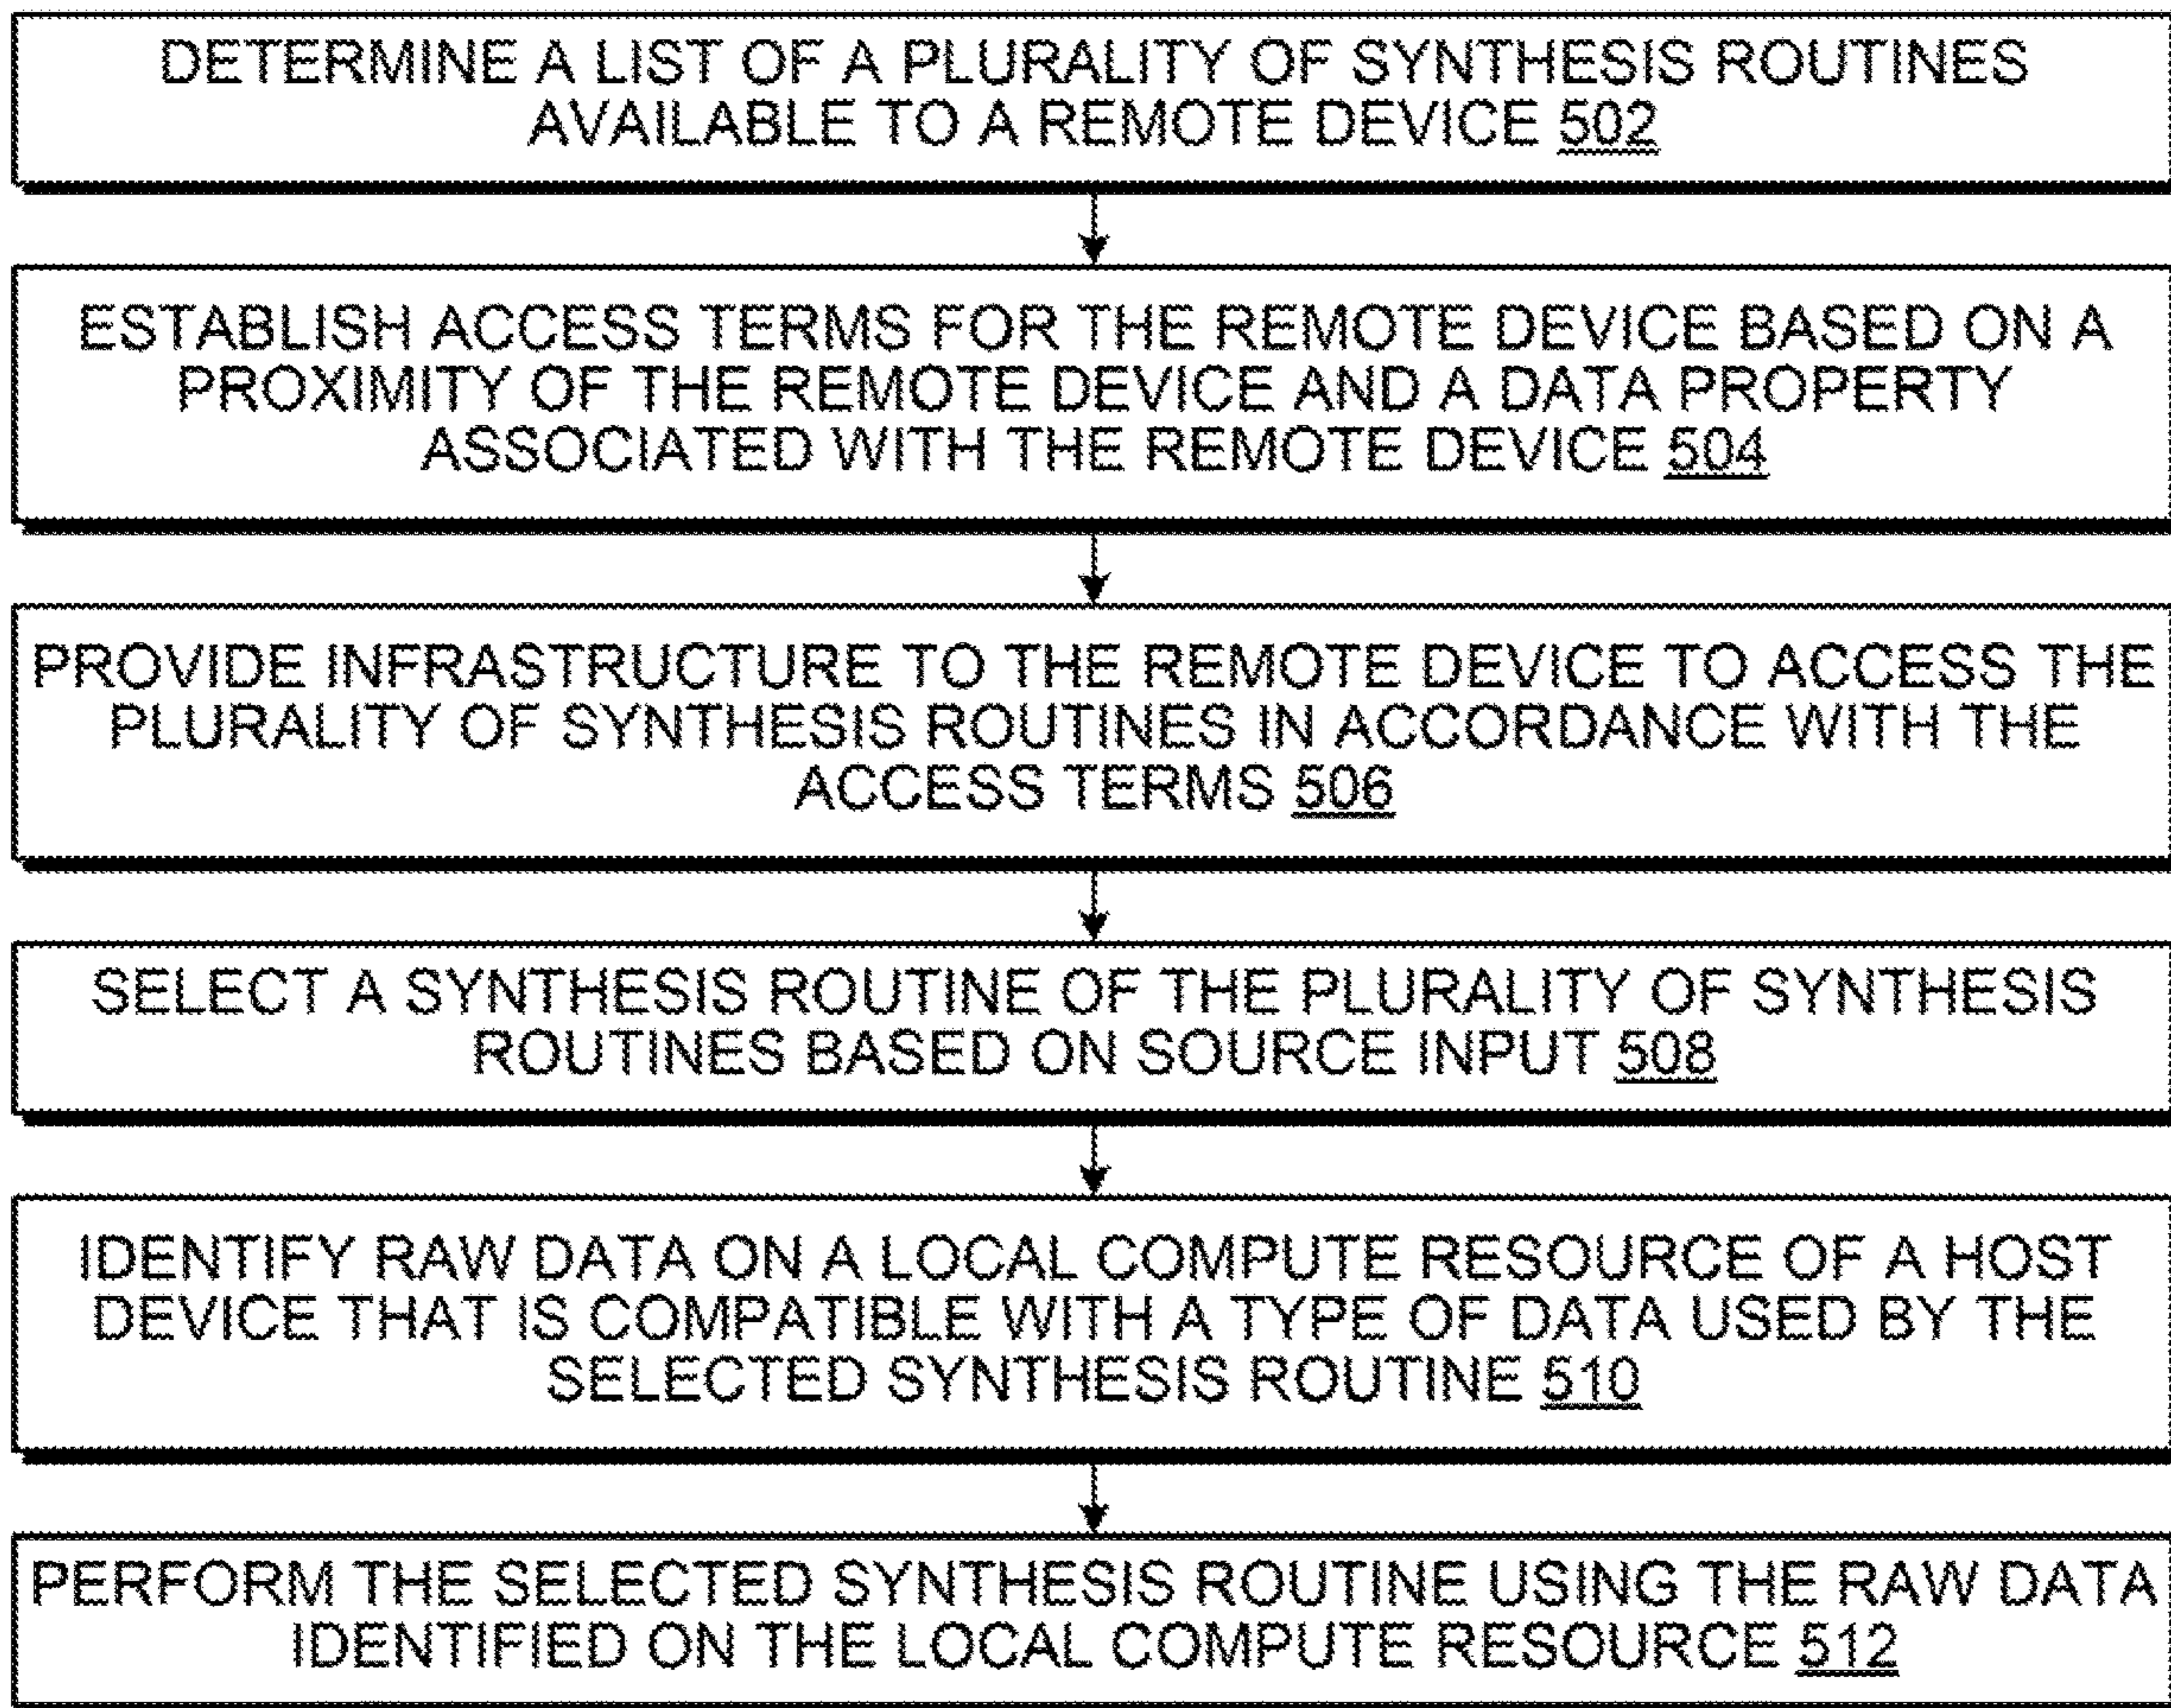 DETERMINE A LIST OF A PLURALITY OF SYNTHESIS ROUTINES
AVAILABLE TO A REMOTE DEVICE 502
ESTABLISH ACCESS TERMS FOR THE REMOTE DEVICE BASED ON A
PROXIMITY OF THE REMOTE DEVICE AND A DATA PROPERTY
ASSOCIATED WITH THE REMOTE DEVICE 504
PROVIDE INFRASTRUCTURE TO THE REMOTE DEVICE TO ACCESS THE
PLURALITY OF SYNTHESIS ROUTINES IN ACCORDANCE WITH THE
ACCESS TERMS 506
SELECT A SYNTHESIS ROUTINE OF THE PLURALITY OF SYNTHESIS
ROUTINES BASED ON SOURCE INPUT 508
IDENTIFY RAW DATA ON A LOCAL COMPUTE RESOURCE OF A HOST
DEVICE THAT IS COMPATIBLE WITH A TYPE OF DATA USED BY THE
SELECTED SYNTHESIS ROUTINE 510
PERFORM THE SELECTED SYNTHESIS ROUTINE USING THE RAW DATA
IDENTIFIED ON THE LOCAL COMPUTE RESOURCE 512